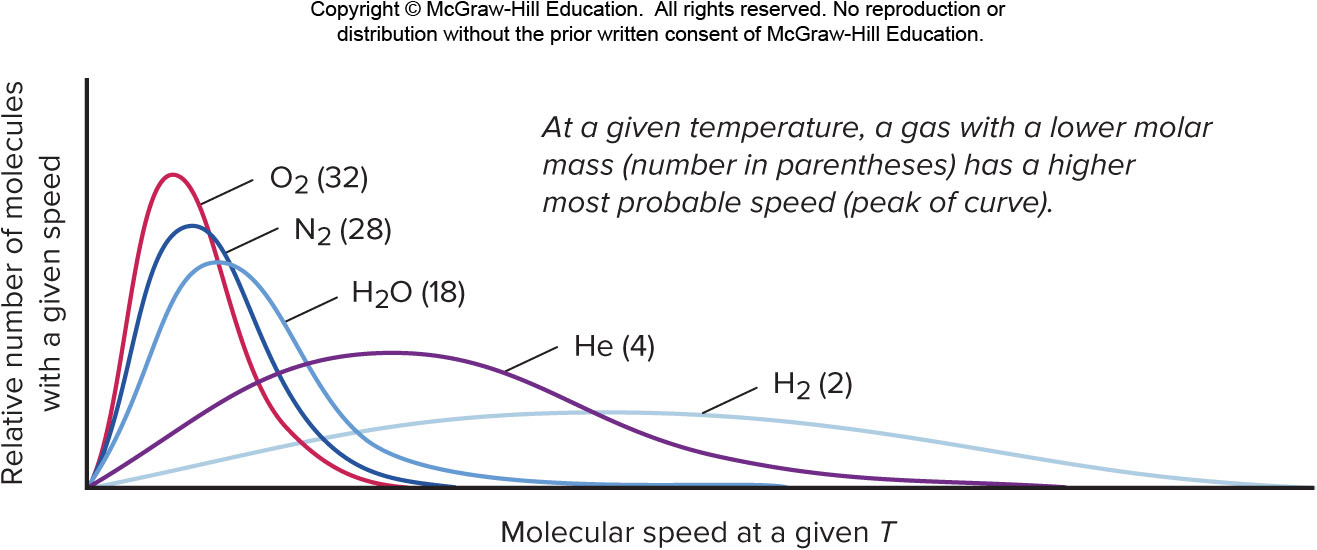 Copyright © McGraw-Hill Education. All rights reserved. No reproduction or
distribution without the prior written consent of McGraw-Hill Education.
Relative number of molecules
with a given speed
At a given temperature, a gas with a lower molar
mass (number in parentheses) has a higher
most probable speed (peak of curve).
O₂ (32)
N₂ (28)
H₂O (18)
He (4)
H₂ (2)
Molecular speed at a given T